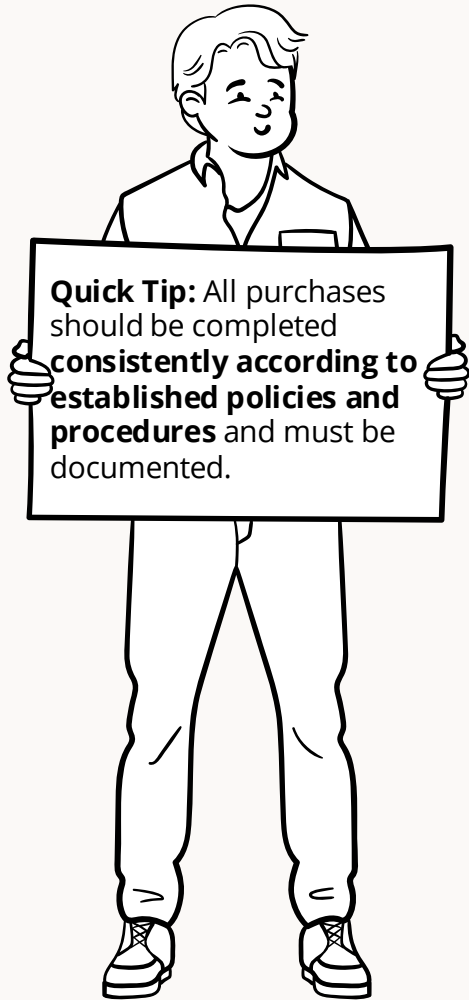 Quick Tip: All purchases
should be completed
consistently according to
established policies and
procedures and must be
documented.